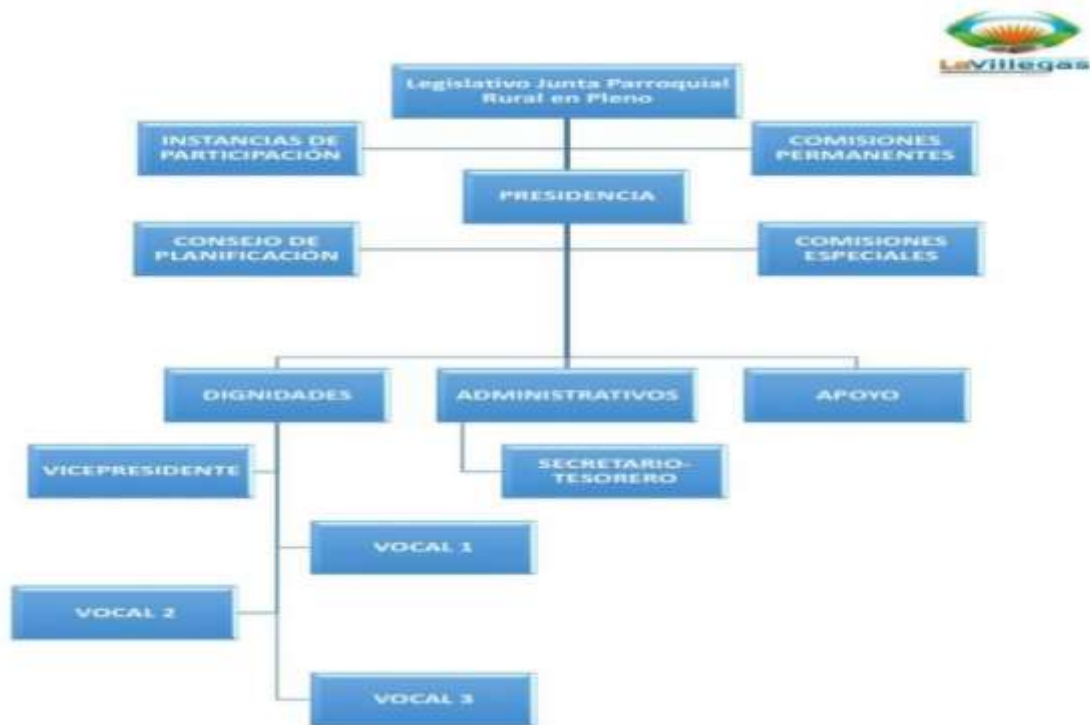 LaVillegas
Legislativo Junta Parroquial
Rural en Pleno
INSTANCIAS DE
PARTICIPACIÓN
COMISIONES
PERMANENTES
PRESIDENCIA
CONSEJO DE
PLANIFICACIÓN
COMISIONES
ESPECIALES
DIGNIDADES
ADMINISTRATIVOS
APOYO
VICEPRESIDENTE
SECRETARIO-
TESORERO
VOCAL 1
VOCAL 2
VOCAL 3